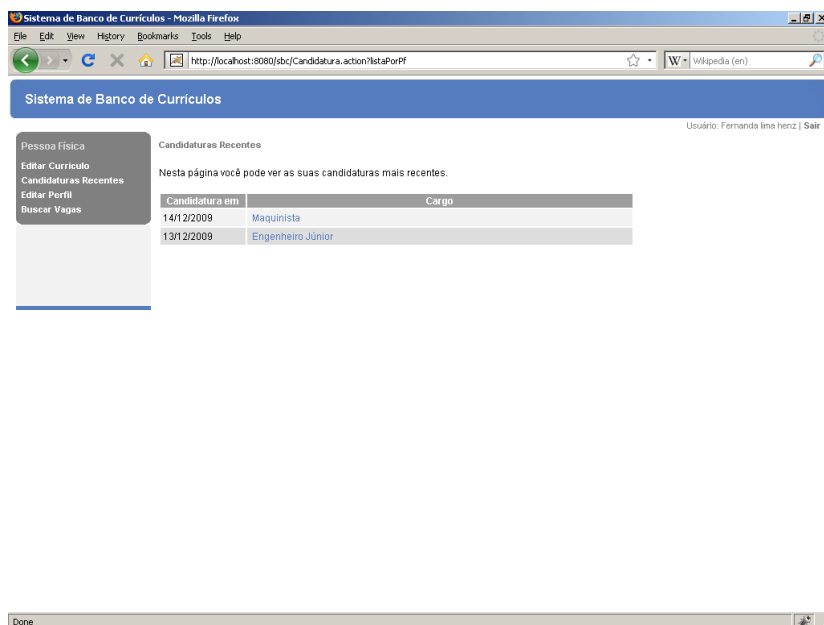 Sistema de Banco de Currículos - Mozilla Firefox
File Edit View History Bookmarks Tools Help
http://localhost:8080/sbc/Candidatura.action?listaPorPf
W Wikipedia (en)
Sistema de Banco de Currículos
Usuário: Fernanda lima henz | Sair
Pessoa Física
Editar Curriculo
Candidaturas Recentes
Editar Perfil
Buscar Vagas
Candidaturas Recentes
Nesta página você pode ver as suas candidaturas mais recentes.
Candidatura em Cargo
14/12/2009 Maquinista
13/12/2009 Engenheiro Júnior
Done